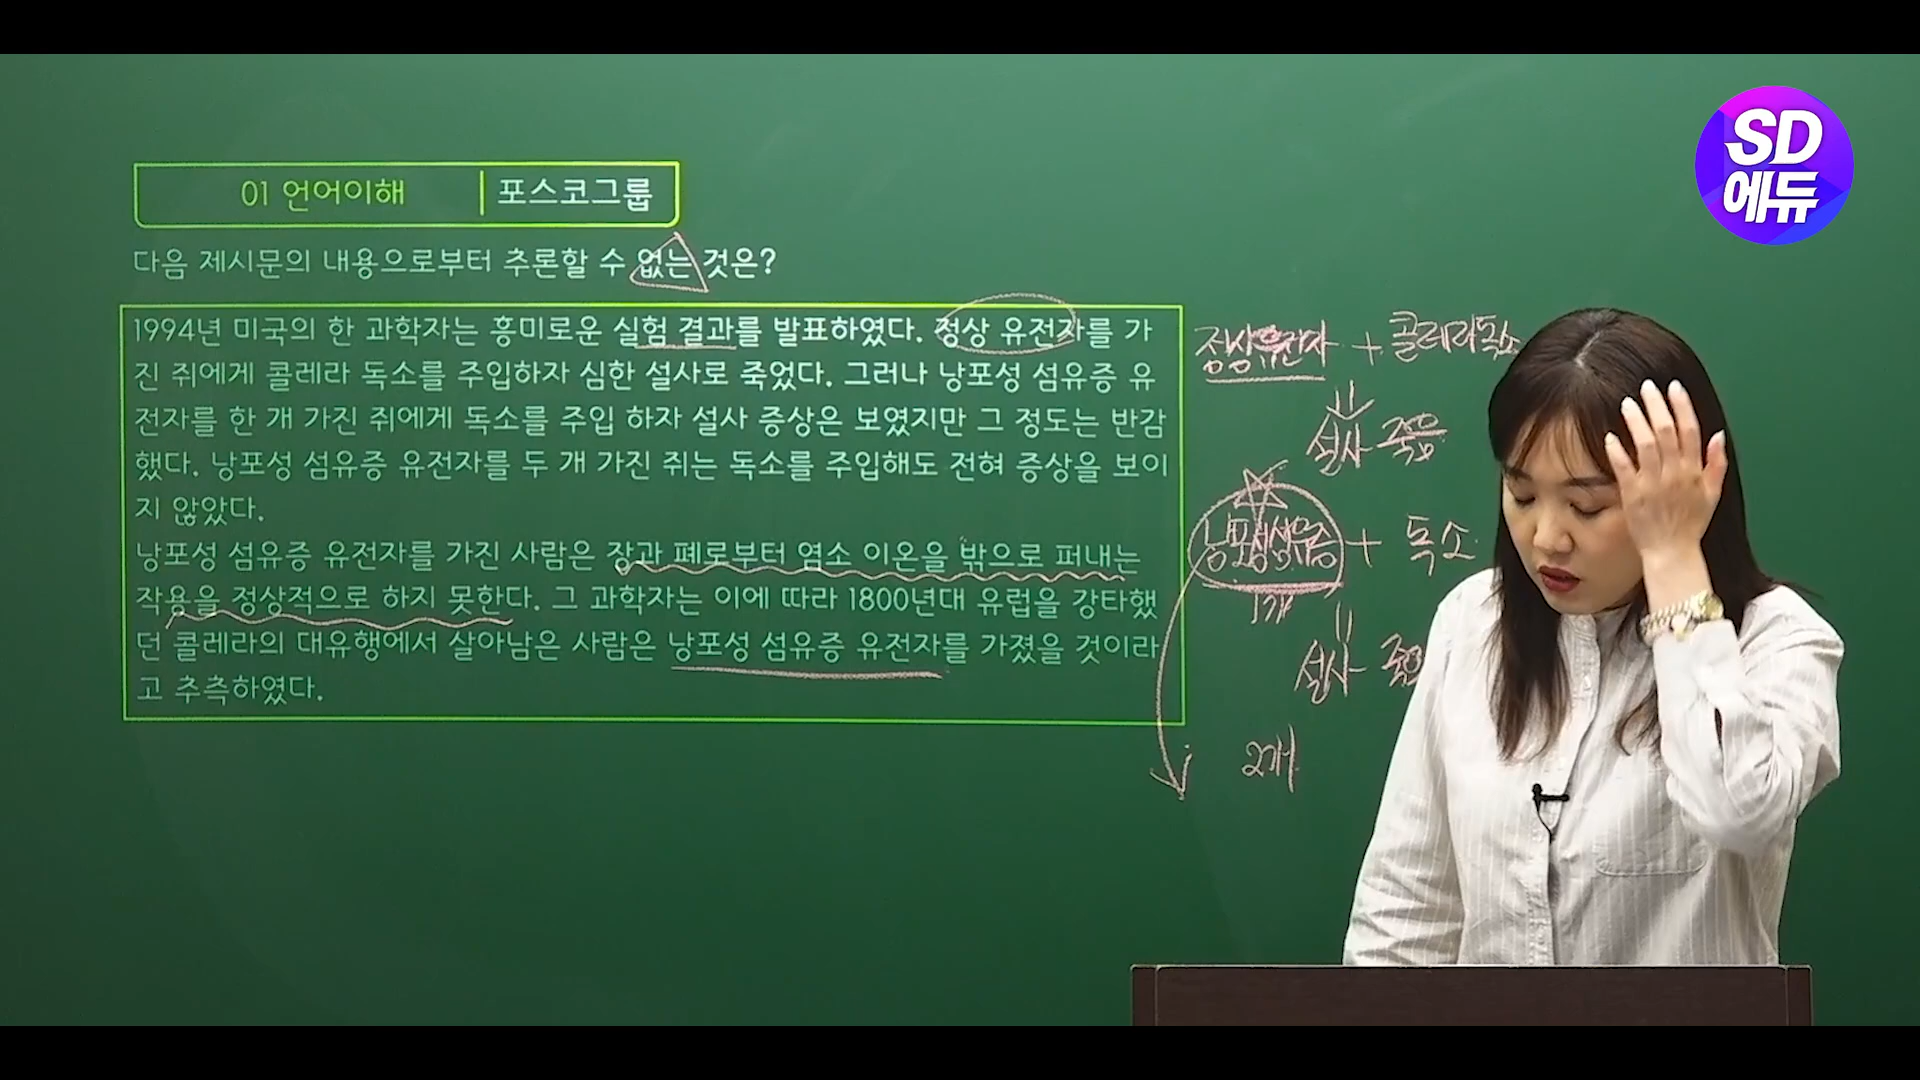 SD
에듀
01 언어이해 포스코그룹
다음 제시문의 내용으로부터 추론할 수 없는 것은?
1994년 미국의 한 과학자는 흥미로운 실험 결과를 발표하였다. 정상 유전자를 가
진 쥐에게 콜레라 독소를 주입하자 심한 설사로 죽었다. 그러나 낭포성 섬유증 유
전자를 한 개 가진 쥐에게 독소를 주입 하자 설사 증상은 보였지만 그 정도는 반감
했다. 낭포성 섬유증 유전자를 두 개 가진 쥐는 독소를 주입해도 전혀 증상을 보이
지 않았다.
낭포성 섬유증 유전자를 가진 사람은 장과 폐로부터 염소 이온을 밖으로 퍼내는
작용을 정상적으로 하지 못한다. 그 과학자는 이에 따라 1800년대 유럽을 강타했
던 콜레라의 대유행에서 살아남은 사람은 낭포성 섬유증 유전자를 가졌을 것이라
고 추측하였다.
정상유전자 + 콜레라독소
설사 죽음
낭포성섬유증 + 독소
1개
설사
2개